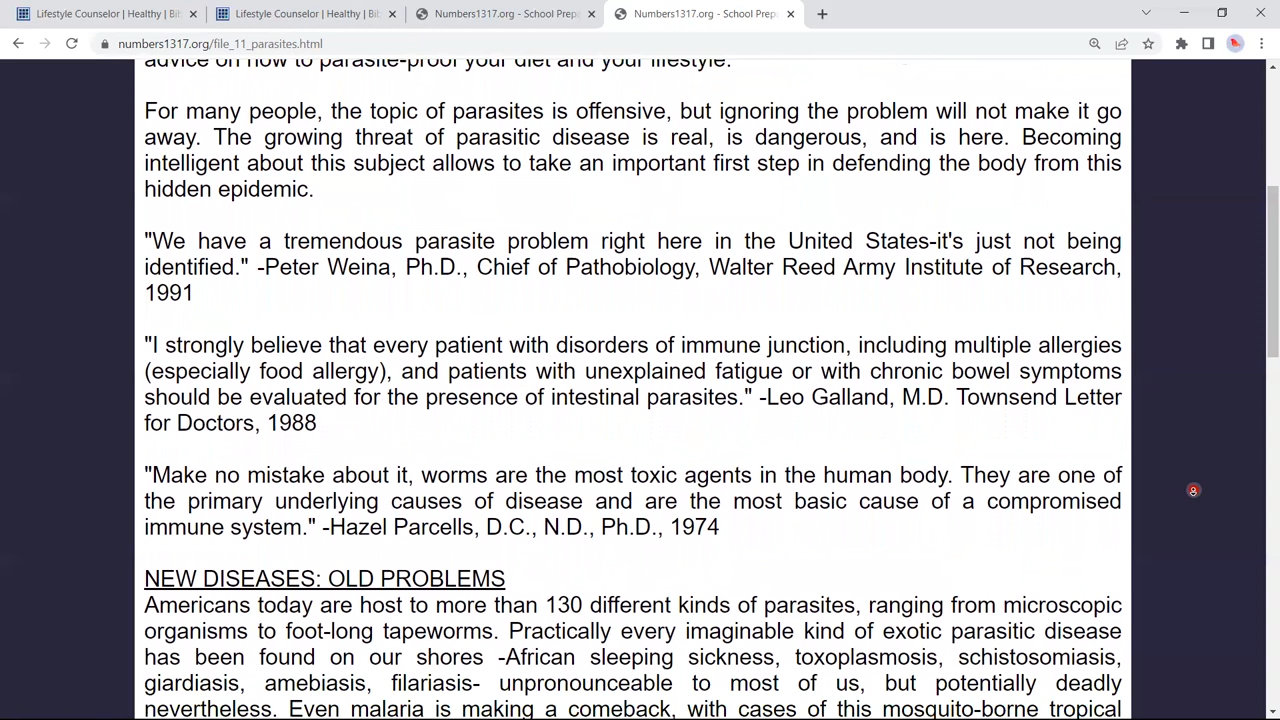 Lifestyle Counselor | Healthy | Bib
Lifestyle Counselor | Healthy | Bib
Numbers1317.org - School Prep
Numbers1317.org - School Prep
numbers1317.org/file_11_parasites.html
advice on how to parasite-proof your diet and your lifestyle.
For many people, the topic of parasites is offensive, but ignoring the problem will not make it go
away. The growing threat of parasitic disease is real, is dangerous, and is here. Becoming
intelligent about this subject allows to take an important first step in defending the body from this
hidden epidemic.
"We have a tremendous parasite problem right here in the United States-it's just not being
identified." -Peter Weina, Ph.D., Chief of Pathobiology, Walter Reed Army Institute of Research,
1991
"I strongly believe that every patient with disorders of immune junction, including multiple allergies
(especially food allergy), and patients with unexplained fatigue or with chronic bowel symptoms
should be evaluated for the presence of intestinal parasites." -Leo Galland, M.D. Townsend Letter
for Doctors, 1988
"Make no mistake about it, worms are the most toxic agents in the human body. They are one of
the primary underlying causes of disease and are the most basic cause of a compromised
immune system." -Hazel Parcells, D.C., N.D., Ph.D., 1974
NEW DISEASES: OLD PROBLEMS
Americans today are host to more than 130 different kinds of parasites, ranging from microscopic
organisms to foot-long tapeworms. Practically every imaginable kind of exotic parasitic disease
has been found on our shores -African sleeping sickness, toxoplasmosis, schistosomiasis,
giardiasis, amebiasis, filariasis- unpronounceable to most of us, but potentially deadly
nevertheless. Even malaria is making a comeback, with cases of this mosquito-borne tropical